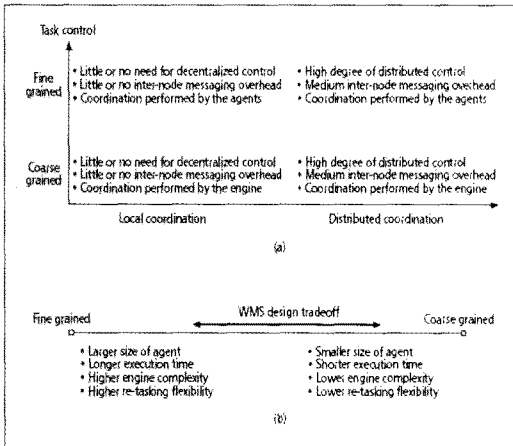 Task control
Fine grained
• Little or no need for decentralized control
• Little or no inter-node messaging overhead
• Coordination performed by the agents
• High degree of distributed control
• Medium inter-node messaging overhead
• Coordination performed by the agents
Coarse grained
• Little or no need for decentralized control
• Little or no inter-node messaging overhead
• Coordination performed by the engine
• High degree of distributed control
• Medium inter-node messaging overhead
• Coordination performed by the engine
Local coordination
Distributed coordination
(a)
WMS design tradeoff
Fine grained
Coarse grained
• Larger size of agent
• Longer execution time
• Higher engine complexity
• Higher re-tasking flexibility
• Smaller size of agent
• Shorter execution time
• Lower engine complexity
• Lower re-tasking flexibility
(b)